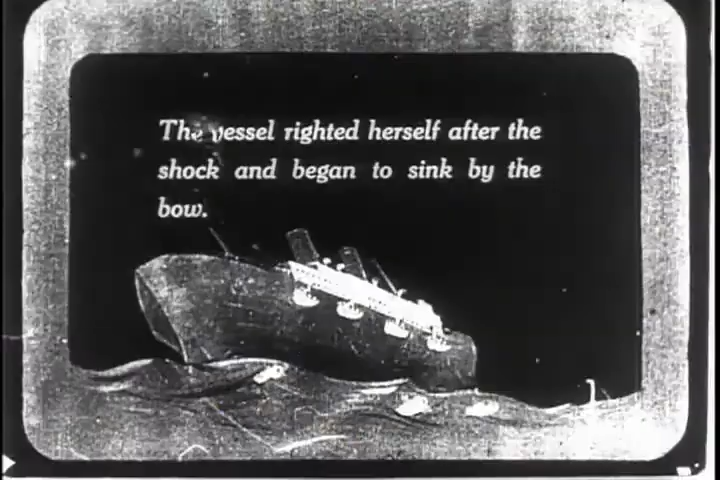 The vessel righted herself after the
shock and began to sink by the
bow.